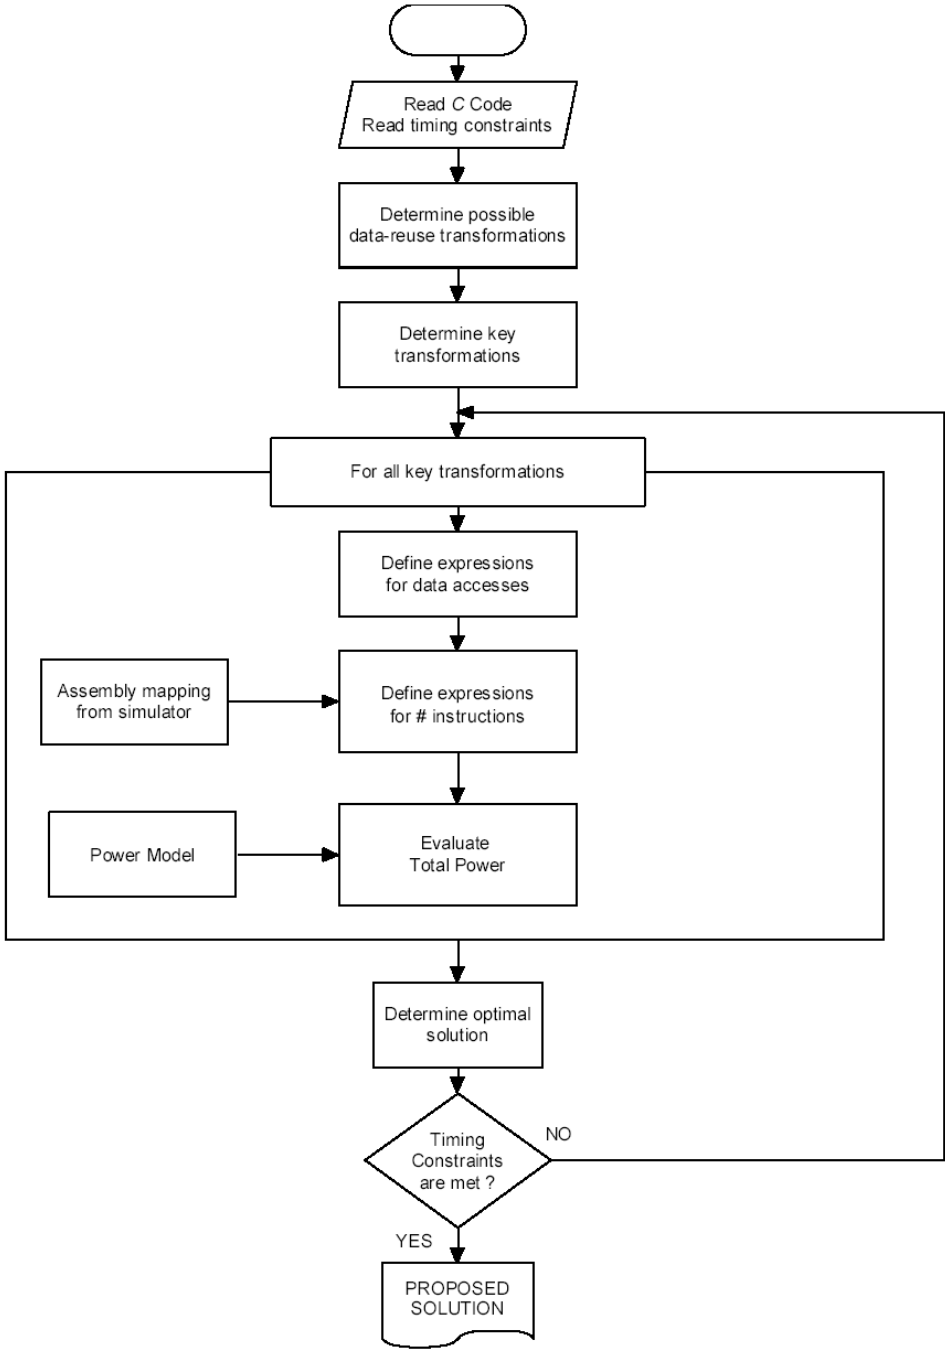 Read C Code
Read timing constraints
Determine possible
data-reuse transformations
Determine key
transformations
For all key transformations
Define expressions
for data accesses
Assembly mapping
from simulator
Define expressions
for # instructions
Power Model
Evaluate
Total Power
Determine optimal
solution
Timing
Constraints
are met ?
NO
YES
PROPOSED
SOLUTION